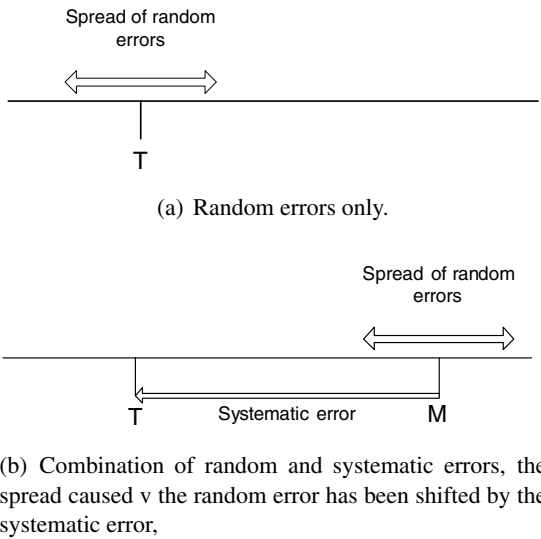 Spread of random
errors
T
(a) Random errors only.
Spread of random
errors
T
Systematic error
M
(b) Combination of random and systematic errors, the
spread caused v the random error has been shifted by the
systematic error,